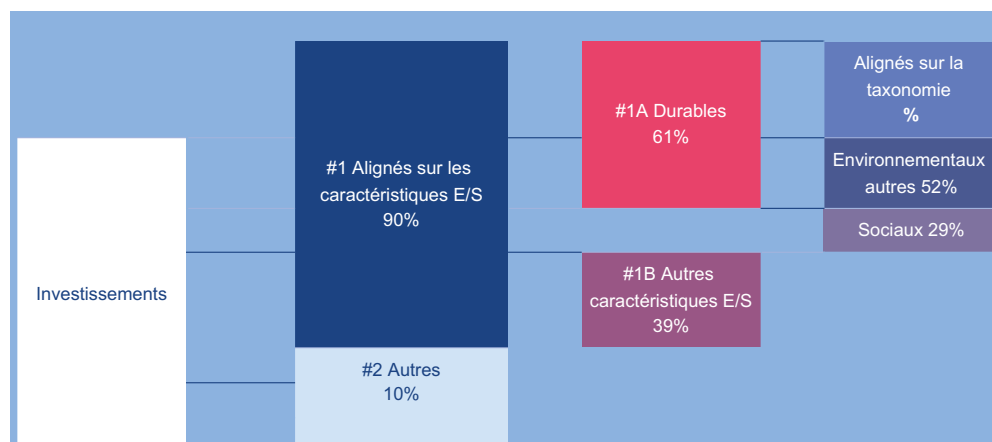 Investissements
#1 Alignés sur les
caractéristiques E/S
90%
#2 Autres
10%
#1A Durables
61%
#1B Autres
caractéristiques E/S
39%
Alignés sur la
taxonomie
%
Environnementaux
autres 52%
Sociaux 29%